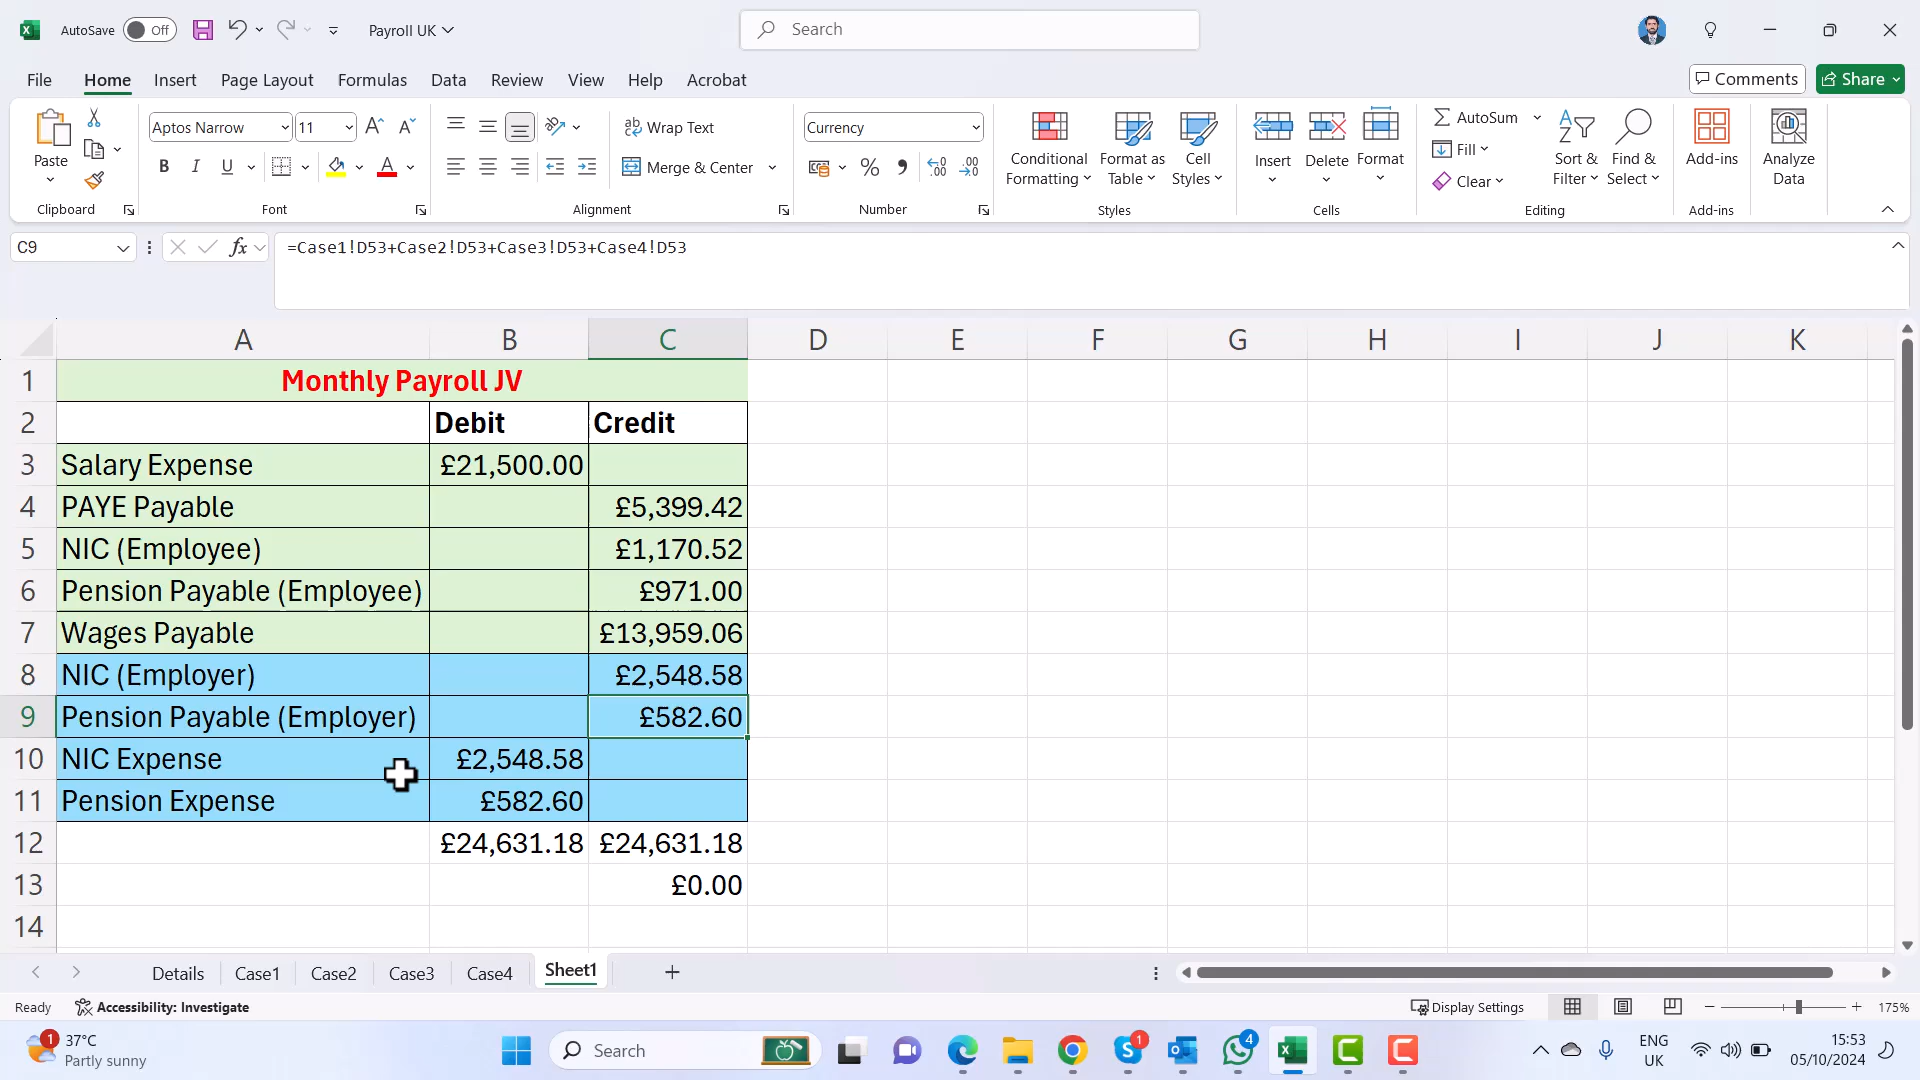 AutoSave Off Payroll UK Search
File Home Insert Page Layout Formulas Data Review View Help Acrobat Comments Share
Paste
Clipboard
Aptos Narrow 11
B I U
Font
Wrap Text
Merge & Center
Alignment
Currency
Number
Conditional Formatting
Format as Table
Cell Styles
Styles
Insert Delete Format
Cells
AutoSum
Fill
Clear
Sort & Filter
Find & Select
Editing
Add-ins
Add-ins
Analyze Data
C9 fx =Case1!D53+Case2!D53+Case3!D53+Case4!D53
A B C D E F G H I J K
1 Monthly Payroll JV
2 Debit Credit
3 Salary Expense £21,500.00
4 PAYE Payable £5,399.42
5 NIC (Employee) £1,170.52
6 Pension Payable (Employee) £971.00
7 Wages Payable £13,959.06
8 NIC (Employer) £2,548.58
9 Pension Payable (Employer) £582.60
10 NIC Expense £2,548.58
11 Pension Expense £582.60
12 £24,631.18 £24,631.18
13 £0.00
14
Details Case1 Case2 Case3 Case4 Sheet1
Ready Accessibility: Investigate Display Settings 175%
1 37°C
Partly sunny
Search
1
4
ENG
UK
15:53
05/10/2024